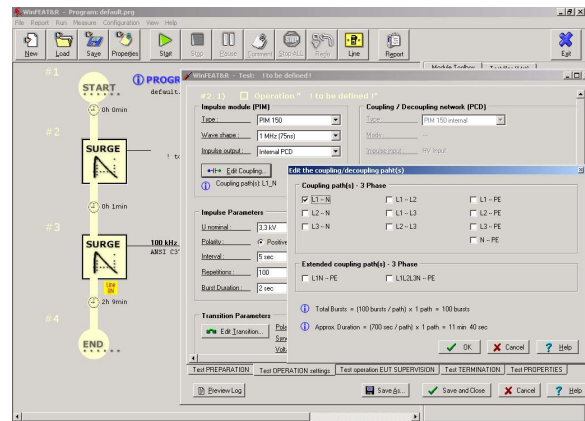 WinFEAT&R - Program: default.prg
File Report Run Measure Configuration View Help
New Load Save Properties Start Stop Pause Comment Stop ALL Redo Line Report Exit
#1
START
PROGR
default.
0h 0min
#2
SURGE
! to
0h 1min
#3
SURGE
100 kHz
ANSI C3
Line ON
2h 9min
#4
END
WinFEAT&R - Test: ! to be defined !
#2. 1) Operation " ! to be defined !"
Impulse module (PIM)
Type: PIM 150
Wave shape: 1 MHz (75ns)
Impulse output: Internal PCD
Edit Coupling...
Coupling path(s): L1_N
Coupling / Decoupling network (PCD)
Type: PIM 150 internal
Mode: ---
Impulse input: HV Input
Impulse Parameters
U nominal: 3,3 kV
Polarity: Positive
Interval: 5 sec
Repetitions: 100
Burst Duration: 2 sec
Transition Parameters
Edit Transition...
Edit the coupling/decoupling paht(s)
Coupling path(s) - 3 Phase
L1 -- N L1 -- L2 L1 -- PE
L2 -- N L2 -- PE
L3 -- N L3 -- PE
N -- PE
Extended coupling path(s) - 3 Phase
L1N -- PE L1L2L3N -- PE
Total Bursts = (100 bursts / path) x 1 path = 100 bursts
Approx. Duration = (700 sec / path) x 1 path = 11 min 40 sec
OK Cancel Help
Test PREPARATION Test OPERATION settings Test operation EUT SUPERVISION Test TERMINATION Test PROPERTIES
Preview Log Save As... Save and Close Cancel Help